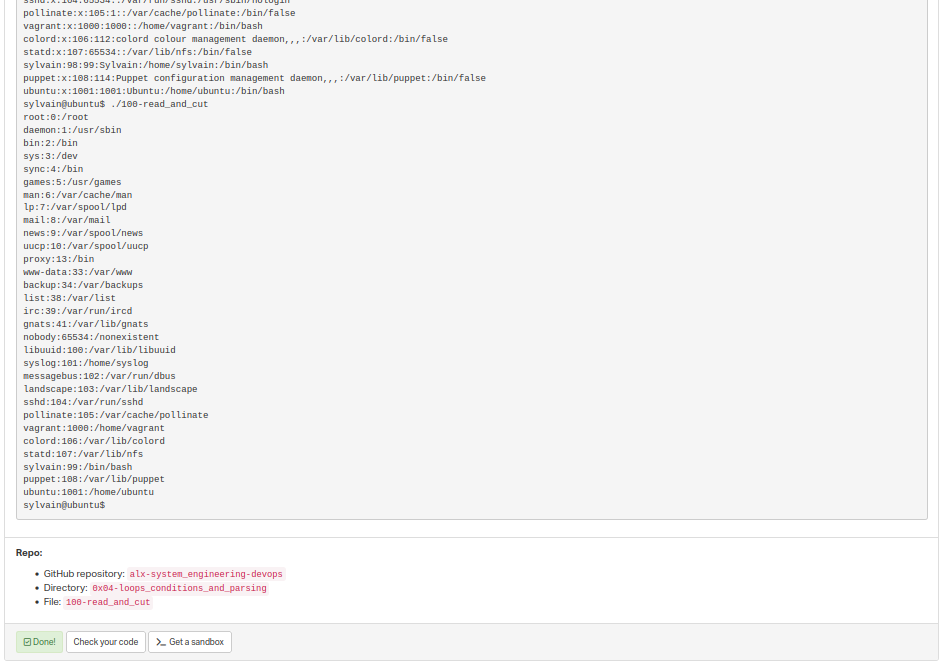 sshd:x:104:65534::/var/run/sshd:/usr/sbin/nologin
pollinate:x:105:1::/var/cache/pollinate:/bin/false
vagrant:x:1000:1000::/home/vagrant:/bin/bash
colord:x:106:112:colord colour management daemon,,,:/var/lib/colord:/bin/false
statd:x:107:65534::/var/lib/nfs:/bin/false
sylvain:98:99:Sylvain:/home/sylvain:/bin/bash
puppet:x:108:114:Puppet configuration management daemon,,,:/var/lib/puppet:/bin/false
ubuntu:x:1001:1001:Ubuntu:/home/ubuntu:/bin/bash
sylvain@ubuntu$ ./100-read_and_cut
root:0:/root
daemon:1:/usr/sbin
bin:2:/bin
sys:3:/dev
sync:4:/bin
games:5:/usr/games
man:6:/var/cache/man
lp:7:/var/spool/lpd
mail:8:/var/mail
news:9:/var/spool/news
uucp:10:/var/spool/uucp
proxy:13:/bin
www-data:33:/var/www
backup:34:/var/backups
list:38:/var/list
irc:39:/var/run/ircd
gnats:41:/var/lib/gnats
nobody:65534:/nonexistent
libuuid:100:/var/lib/libuuid
syslog:101:/home/syslog
messagebus:102:/var/run/dbus
landscape:103:/var/lib/landscape
sshd:104:/var/run/sshd
pollinate:105:/var/cache/pollinate
vagrant:1000:/home/vagrant
colord:106:/var/lib/colord
statd:107:/var/lib/nfs
sylvain:99:/bin/bash
puppet:108:/var/lib/puppet
ubuntu:1001:/home/ubuntu
sylvain@ubuntu$
Repo:
• GitHub repository: alx-system_engineering-devops
• Directory: 0x04-loops_conditions_and_parsing
• File: 100-read_and_cut
Done! Check your code >_ Get a sandbox